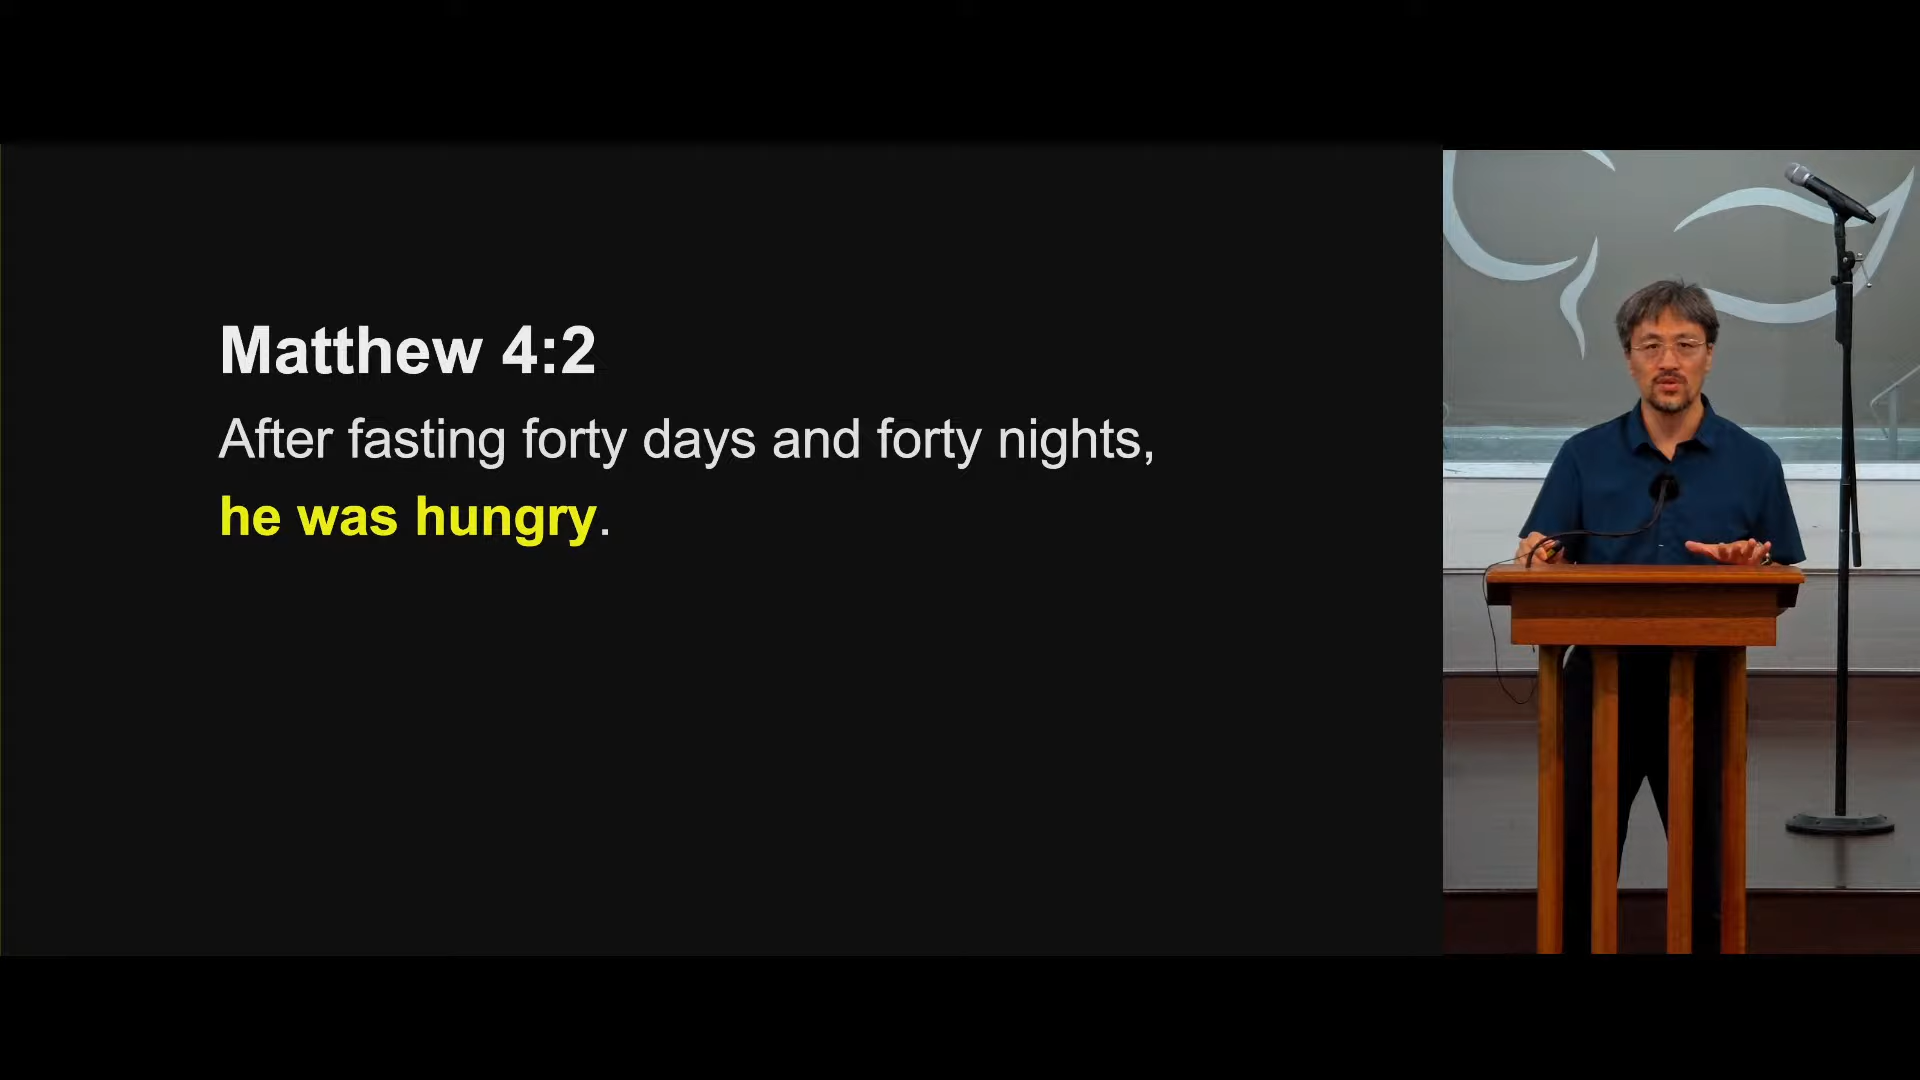 Matthew 4:2
After fasting forty days and forty nights,
he was hungry.